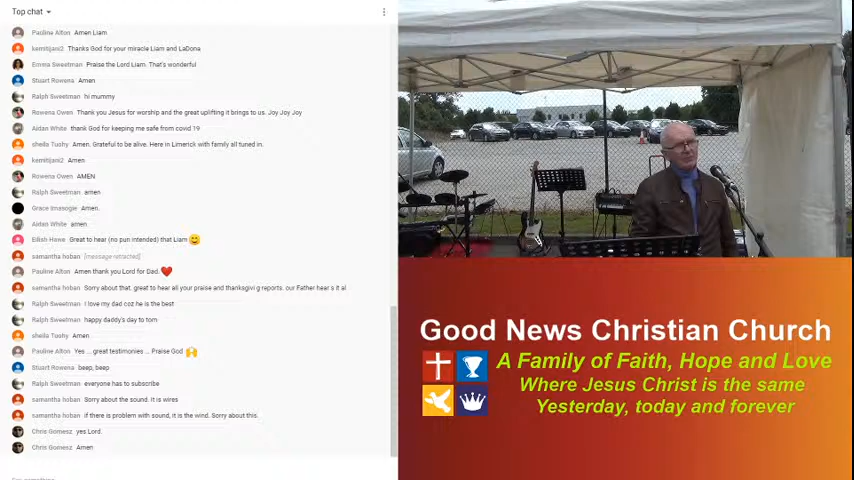 Top chat
Pauline Alton Amen Liam
kemitijani2 Thanks God for your miracle Liam and LaDona
Emma Sweetman Praise the Lord Liam. That's wonderful
Stuart Rowena Amen
Ralph Sweetman hi mummy
Rowena Owen Thank you Jesus for worship and the great uplifting it brings to us. Joy Joy Joy
Aidan White thank God for keeping me safe from covid 19
sheila Tuohy Amen. Grateful to be alive. Here in Limerick with family all tuned in.
kemitijani2 Amen
Rowena Owen AMEN
Ralph Sweetman amen
Grace Imasogie Amen.
Aidan White amen
Eilish Howe Great to hear (no pun intended) that Liam 😊
samantha hoban [message retracted]
Pauline Alton Amen thank you Lord for Dad. ❤️
samantha hoban Sorry about that. great to hear all your praise and thanksgivi g reports. our Father hear s it al
Ralph Sweetman I love my dad coz he is the best
Ralph Sweetman happy daddy's day to tom
sheila Tuohy Amen
Pauline Alton Yes ... great testimonies ... Praise God 🙌
Stuart Rowena beep, beep
Ralph Sweetman everyone has to subscribe
samantha hoban Sorry about the sound. It is wires
samantha hoban if there is problem with sound, it is the wind. Sorry about this.
Chris Gomesz yes Lord.
Chris Gomesz Amen
Good News Christian Church
A Family of Faith, Hope and Love
Where Jesus Christ is the same
Yesterday, today and forever